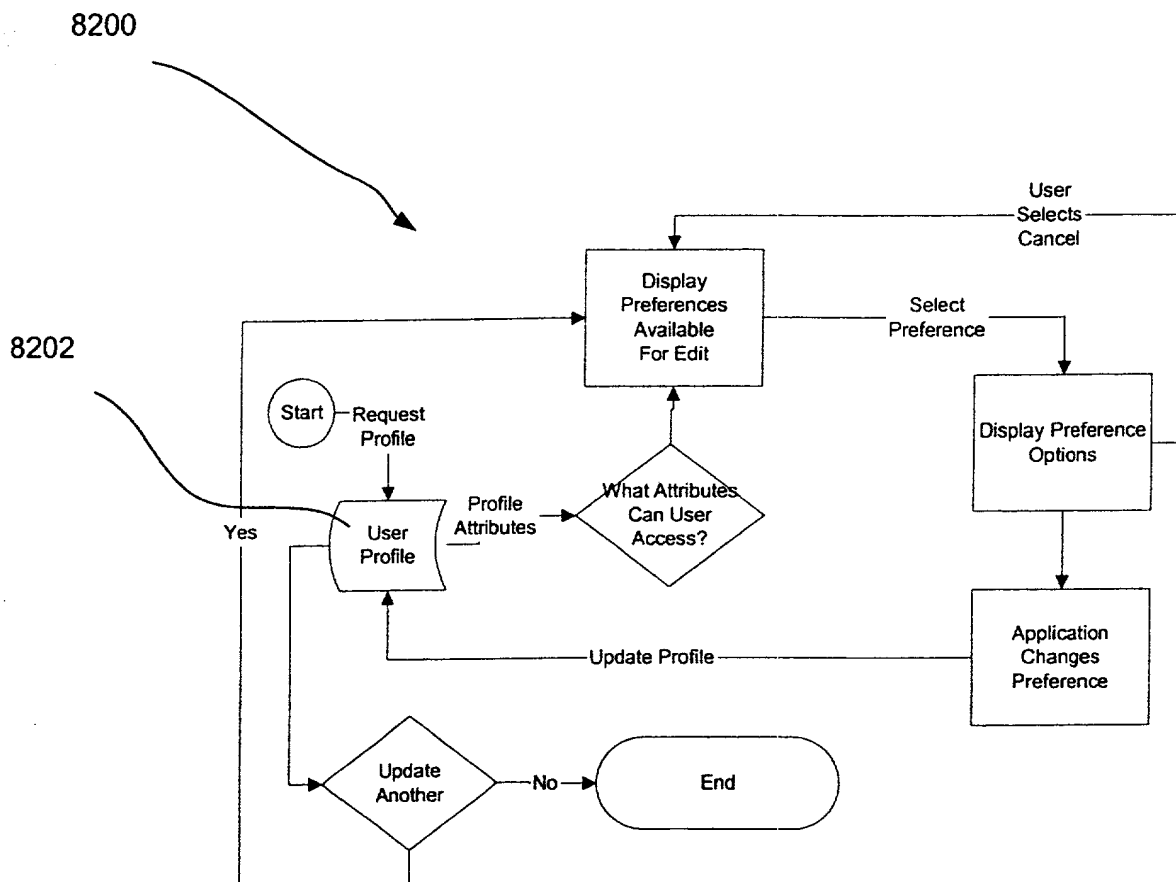 8200
User
Selects
Cancel
Display
Preferences
Available
For Edit
Select
Preference
8202
Start
Request
Profile
Display Preference
Options
What Attributes
Can User
Access?
Profile
Attributes
User
Profile
Yes
Application
Changes
Preference
Update Profile
Update
Another
No
End